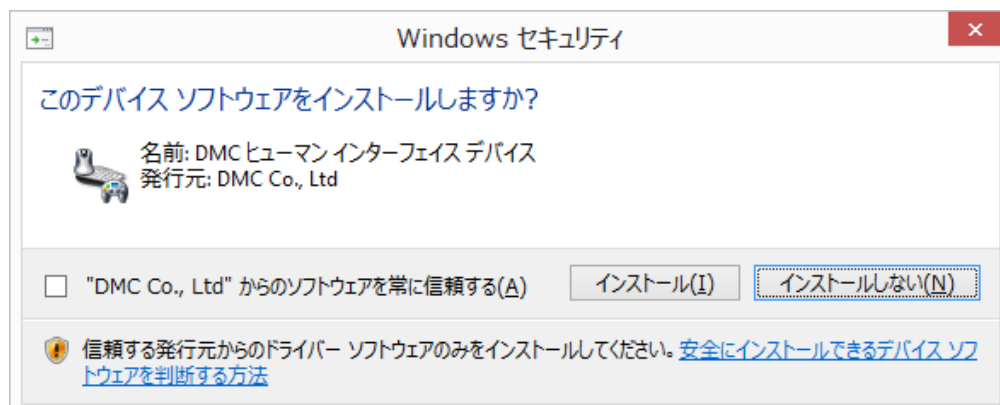 Windows セキュリティ
このデバイス ソフトウェアをインストールしますか?
名前: DMC ヒューマン インターフェイス デバイス
発行元: DMC Co., Ltd
"DMC Co., Ltd" からのソフトウェアを常に信頼する(A) インストール(I) インストールしない(N)
信頼する発行元からのドライバー ソフトウェアのみをインストールしてください。安全にインストールできるデバイス ソフ
トウェアを判断する方法